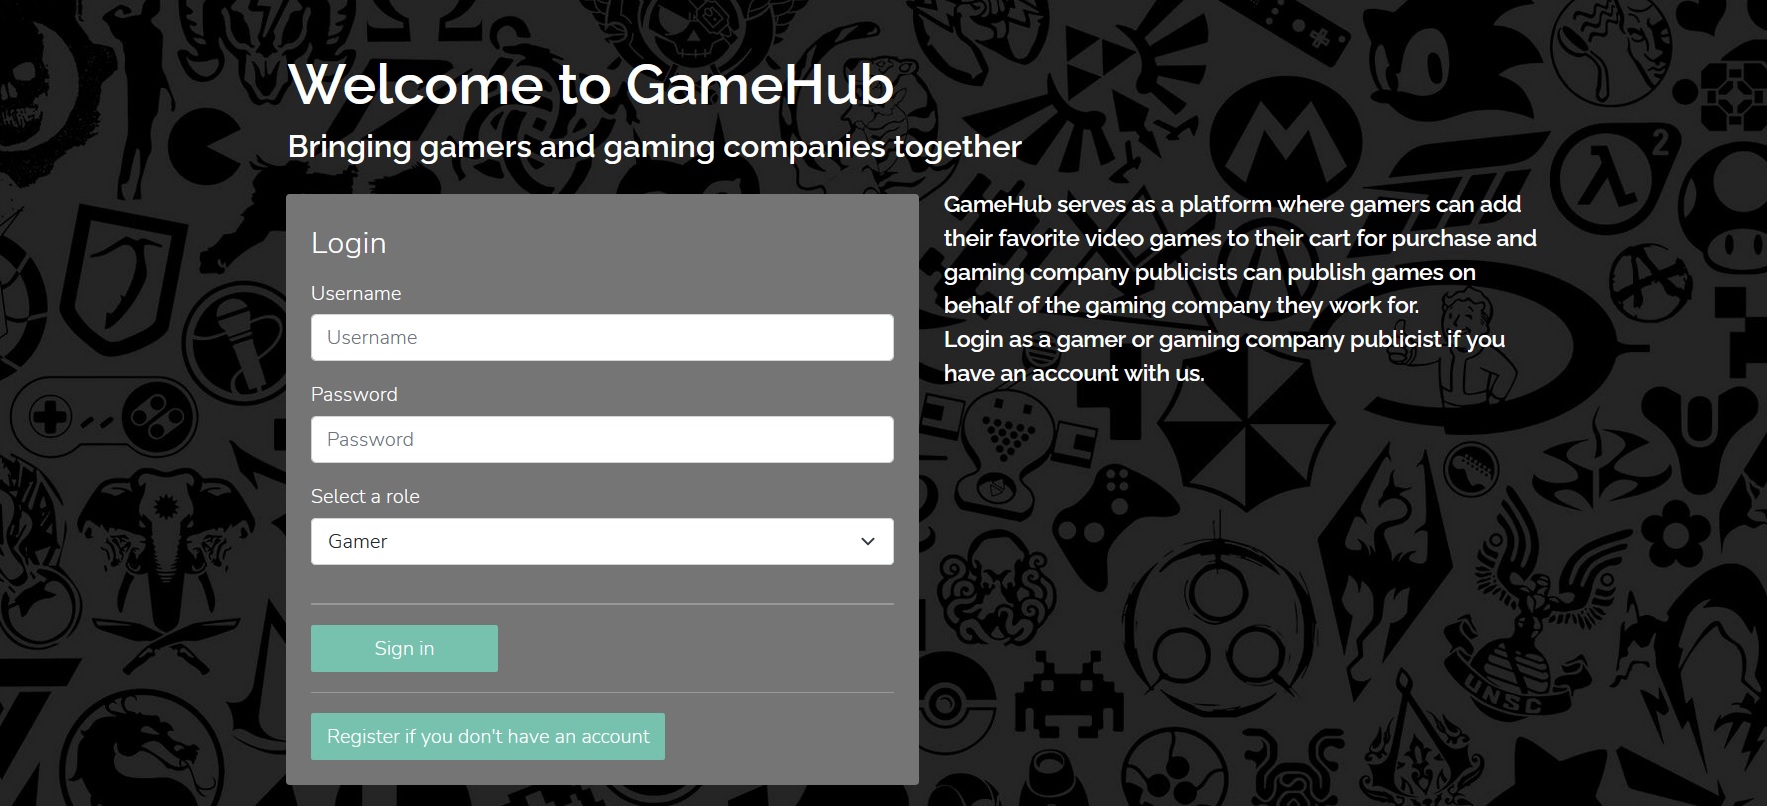 Welcome to GameHub
Bringing gamers and gaming companies together
Login
Username
Username
Password
Password
Select a role
Gamer
Sign in
Register if you don't have an account
GameHub serves as a platform where gamers can add
their favorite video games to their cart for purchase and
gaming company publicists can publish games on
behalf of the gaming company they work for.
Login as a gamer or gaming company publicist if you
have an account with us.
2
UNSC